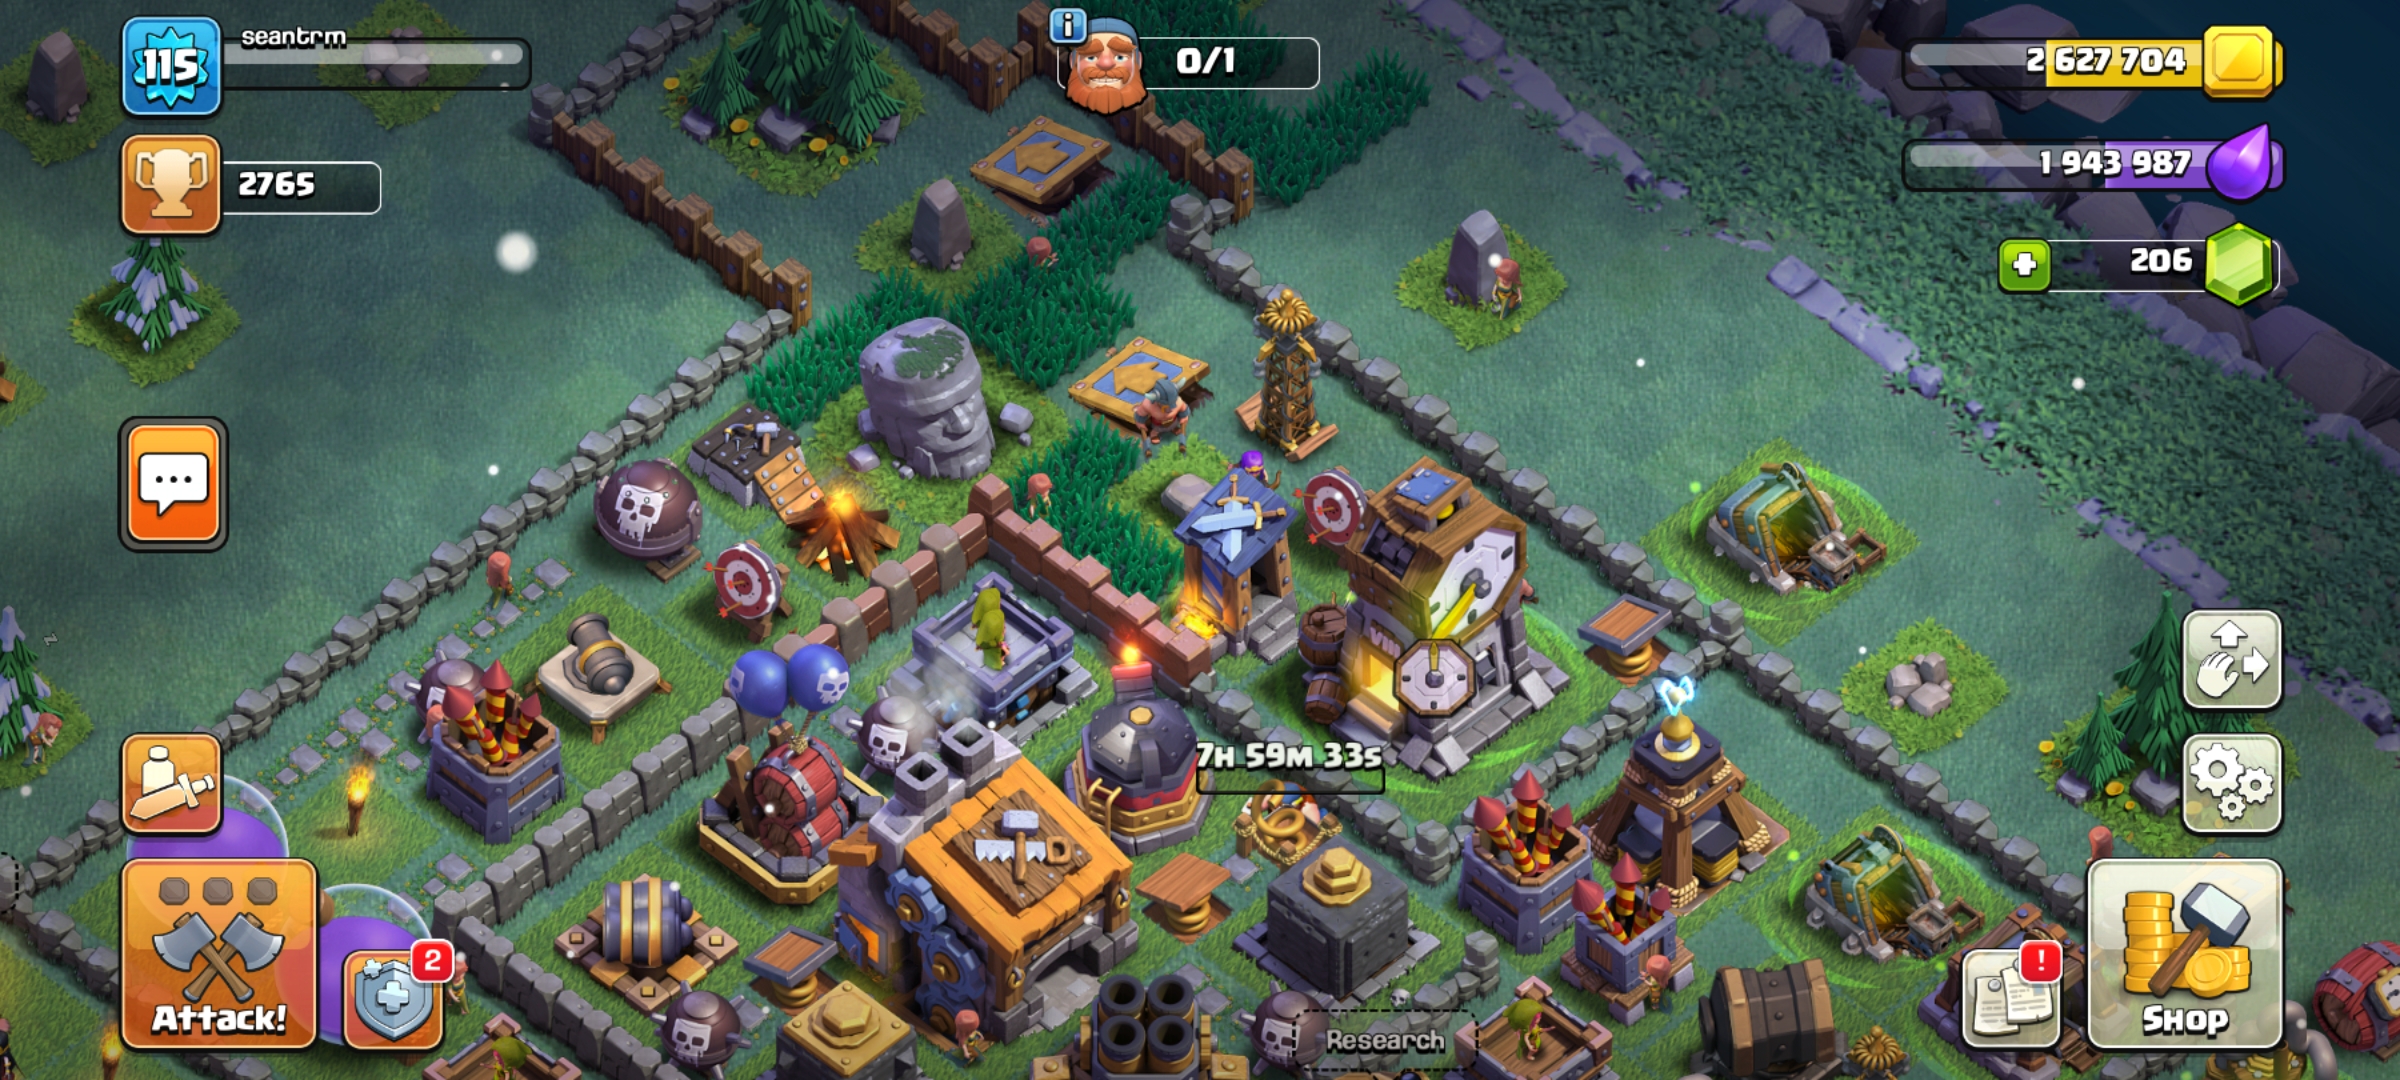 115
seantrm
i
0/1
2 627 704
2765
1 943 987
206
VIII
7H 59M 33s
Attack!
2
Research
!
Shop